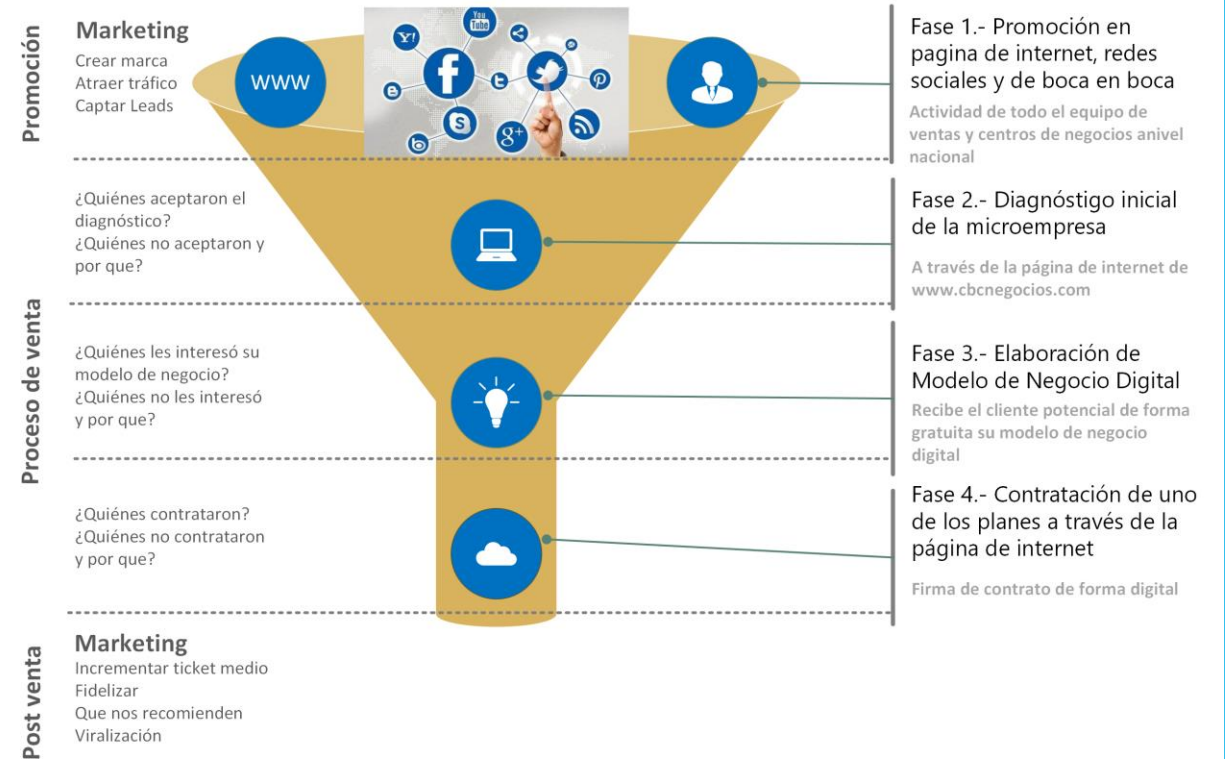 Promoción
Marketing
Crear marca
Atraer tráfico
Captar Leads
www
Y!
You
Tube
f
t
B
S
b
g+
P
Fase 1.- Promoción en
pagina de internet, redes
sociales y de boca en boca
Actividad de todo el equipo de
ventas y centros de negocios anivel
nacional
Proceso de venta
¿Quiénes aceptaron el
diagnóstico?
¿Quiénes no aceptaron y
por que?
Fase 2.- Diagnóstigo inicial
de la microempresa
A través de la página de internet de
www.cbcnegocios.com
¿Quiénes les interesó su
modelo de negocio?
¿Quiénes no les interesó
y por que?
Fase 3.- Elaboración de
Modelo de Negocio Digital
Recibe el cliente potencial de forma
gratuita su modelo de negocio
digital
¿Quiénes contrataron?
¿Quiénes no contrataron
y por que?
Fase 4.- Contratación de uno
de los planes a través de la
página de internet
Firma de contrato de forma digital
Post venta
Marketing
Incrementar ticket medio
Fidelizar
Que nos recomienden
Viralización